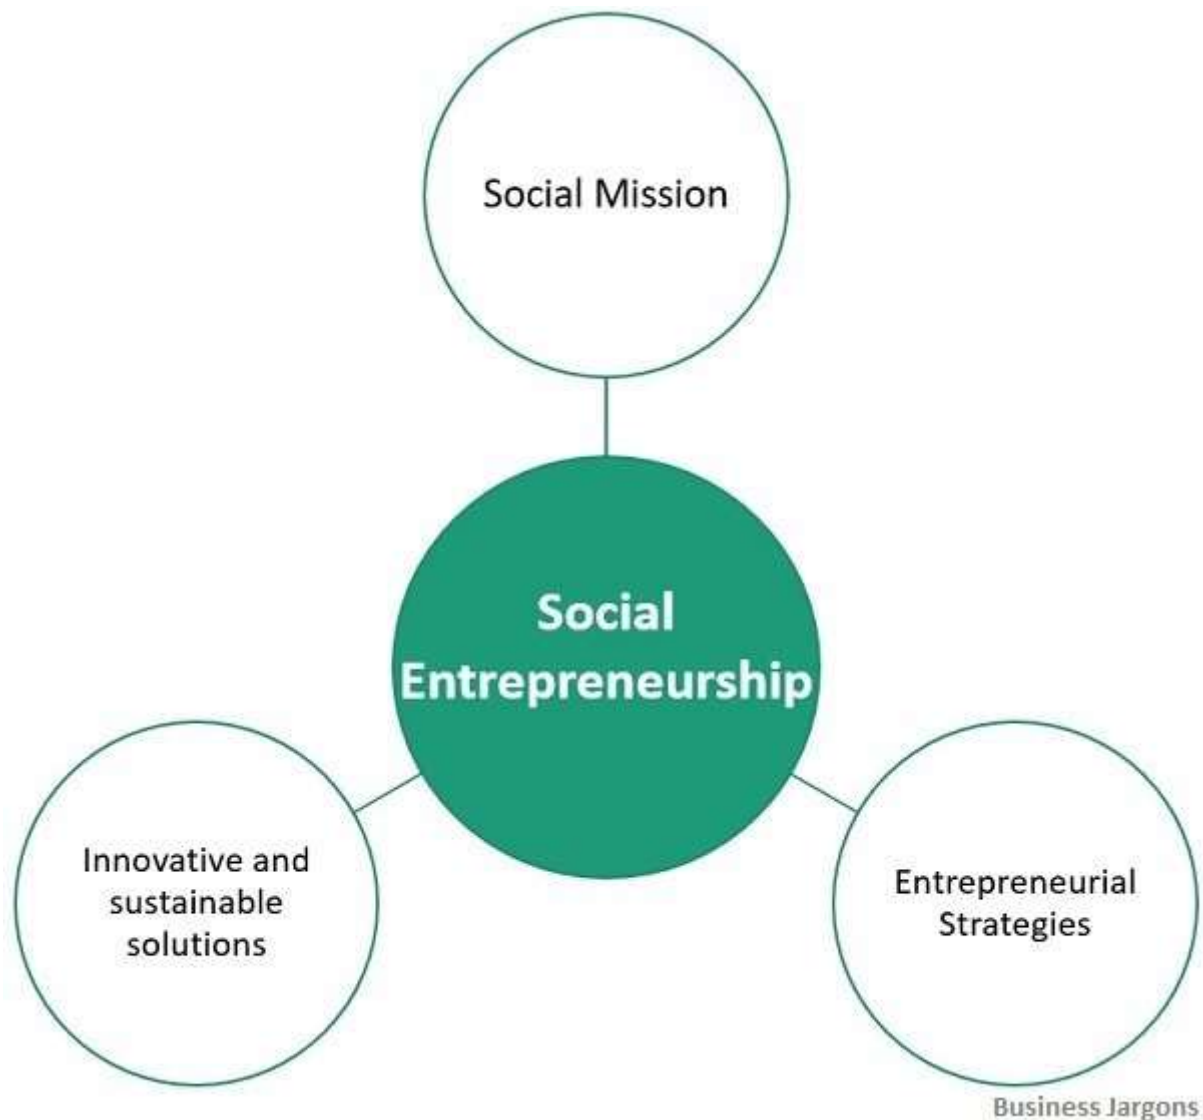 Social Mission
Social
Entrepreneurship
Innovative and
sustainable
solutions
Entrepreneurial
Strategies
Business Jargons